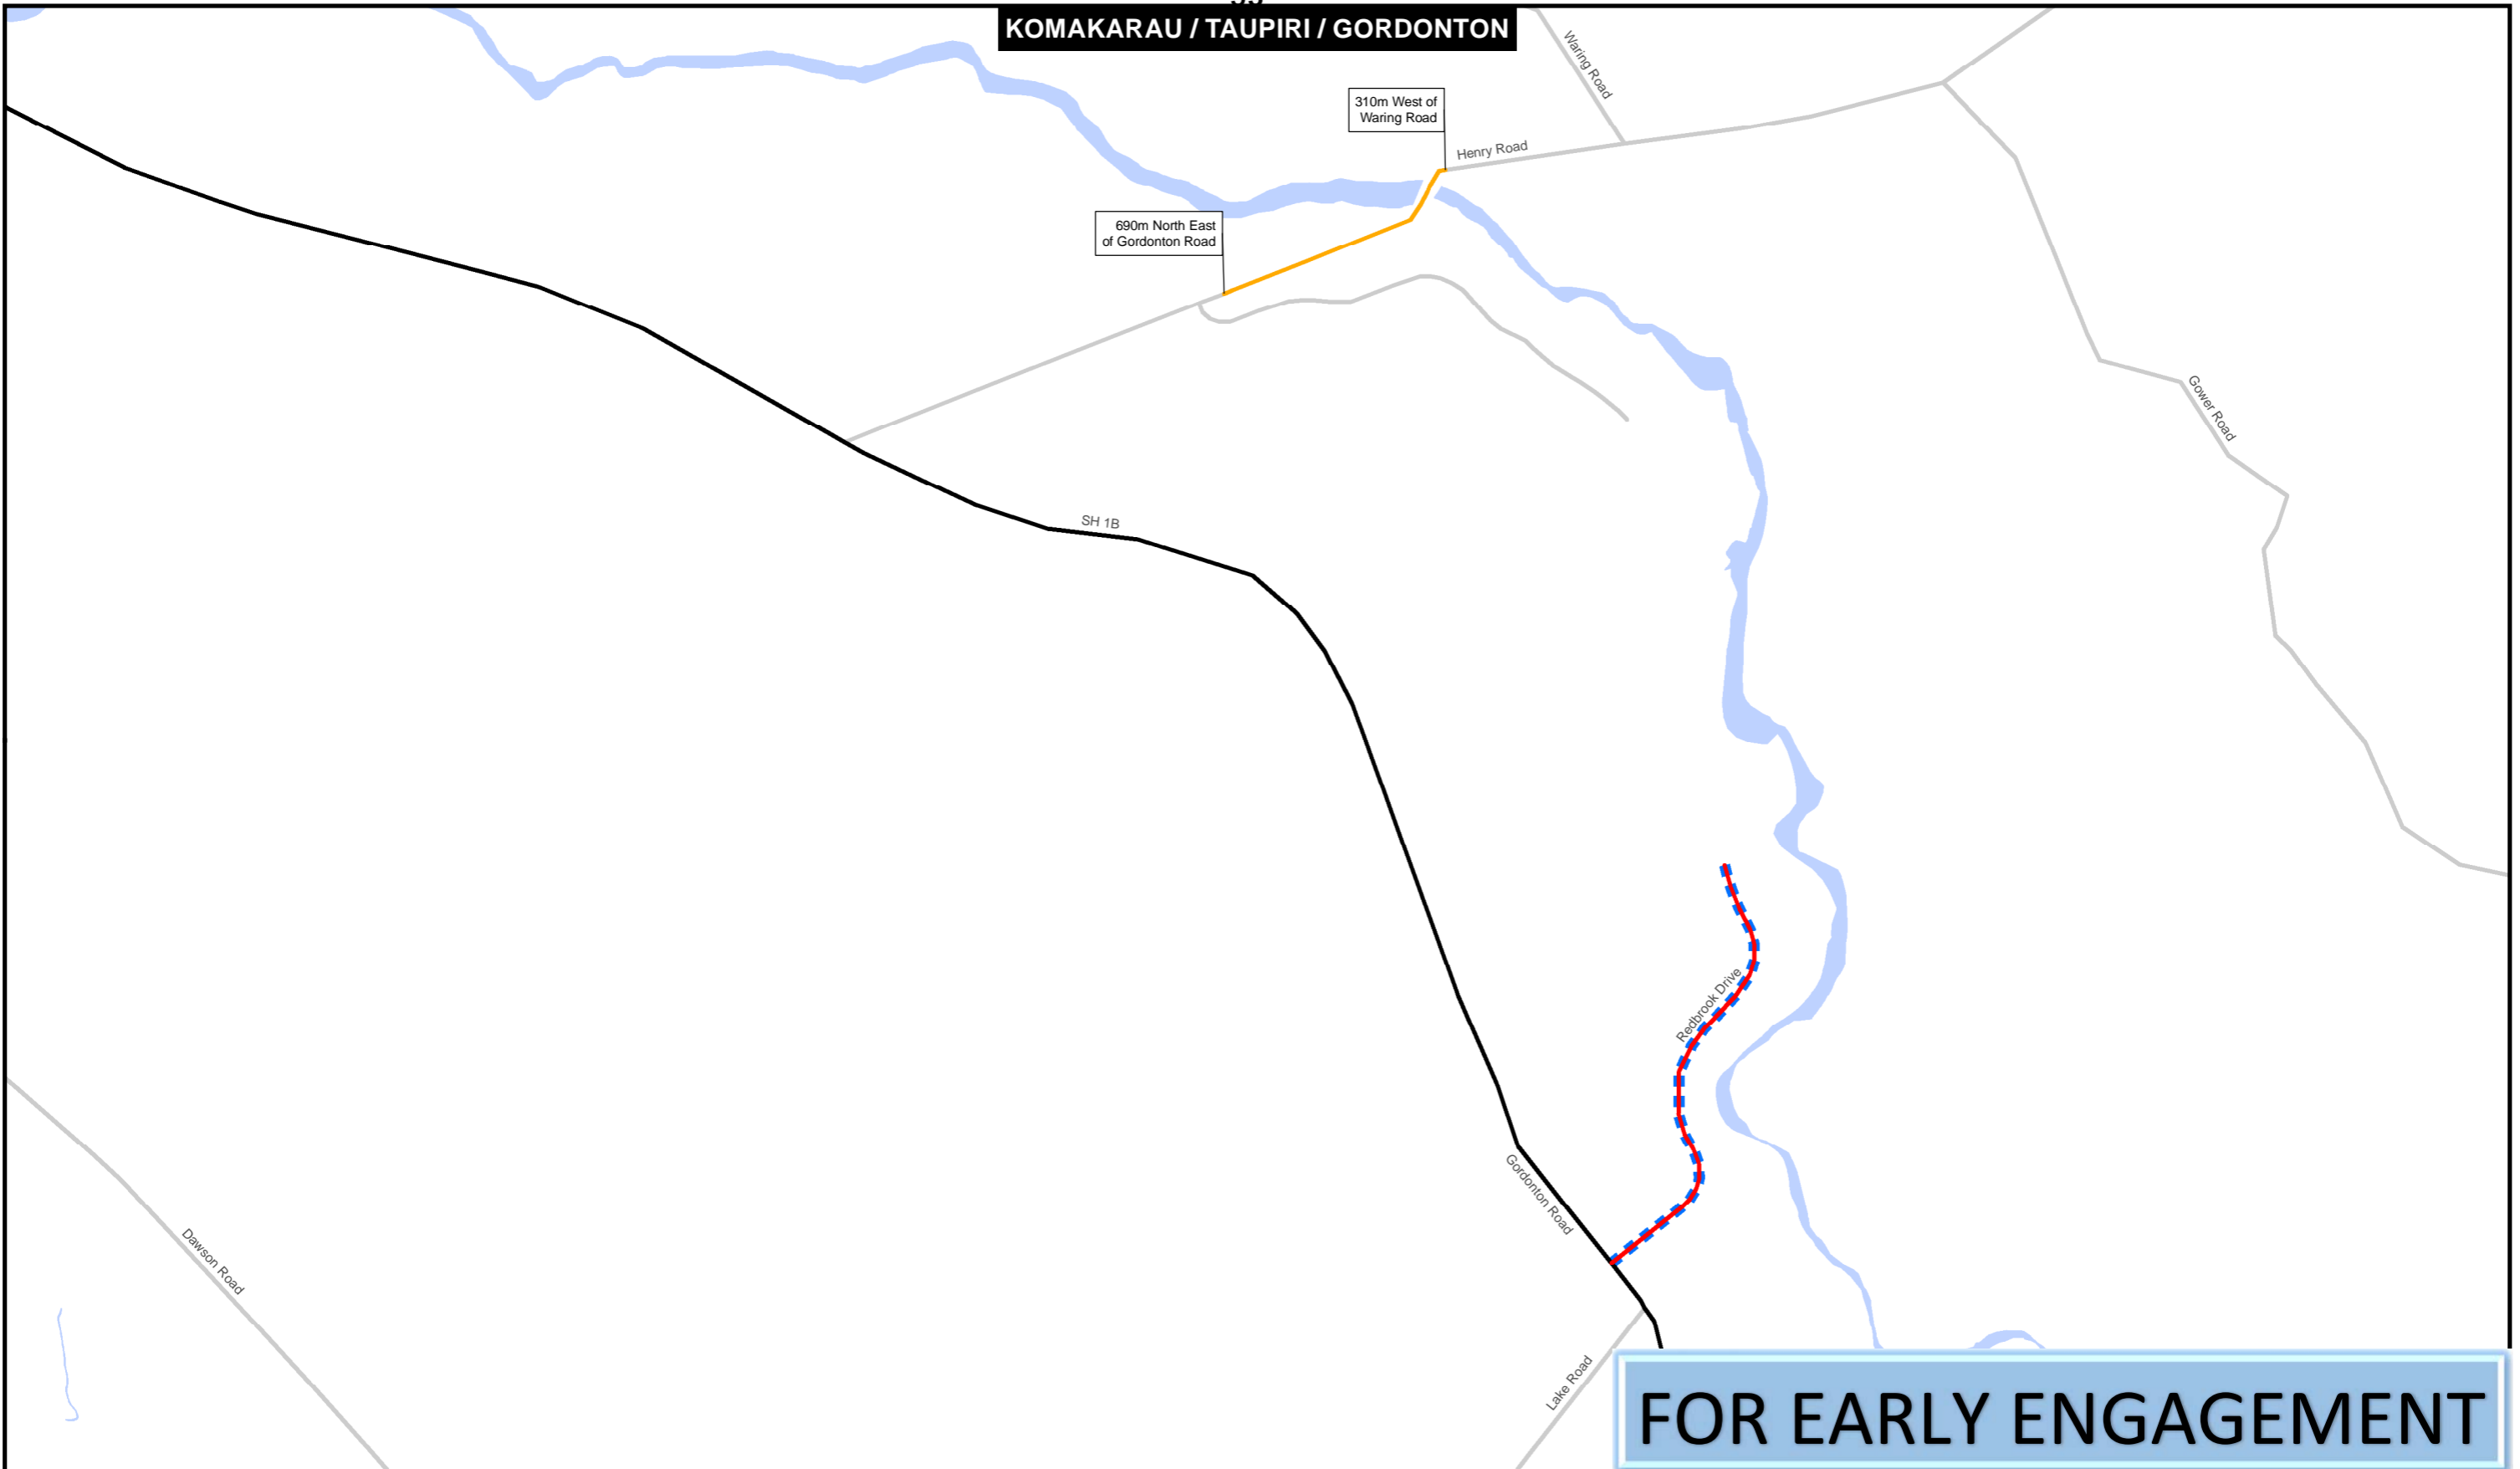 KOMAKARAU / TAUPIRI / GORDONTON
Waring Road
310m West of
Waring Road
Henry Road
690m North East
of Gordonton Road
Gower Road
SH 1B
Redbrook Drive
Gordonton Road
Dawson Road
Lake Road
FOR EARLY ENGAGEMENT